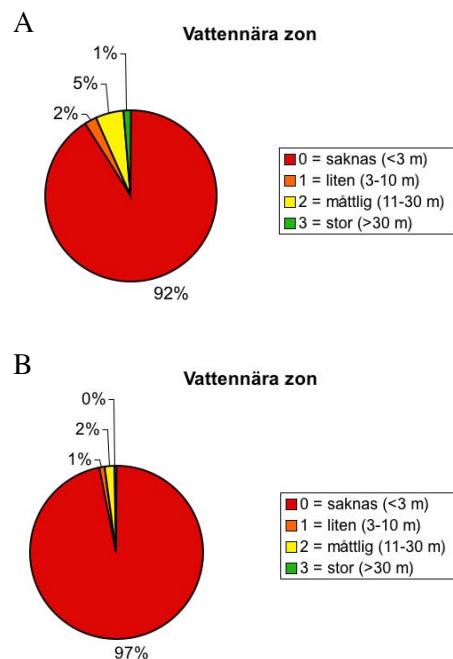 A
Vattennära zon
1%
5%
2%
92%
0 = saknas (<3 m)
1 = liten (3-10 m)
2 = måttlig (11-30 m)
3 = stor (>30 m)
B
Vattennära zon
0%
2%
1%
97%
0 = saknas (<3 m)
1 = liten (3-10 m)
2 = måttlig (11-30 m)
3 = stor (>30 m)